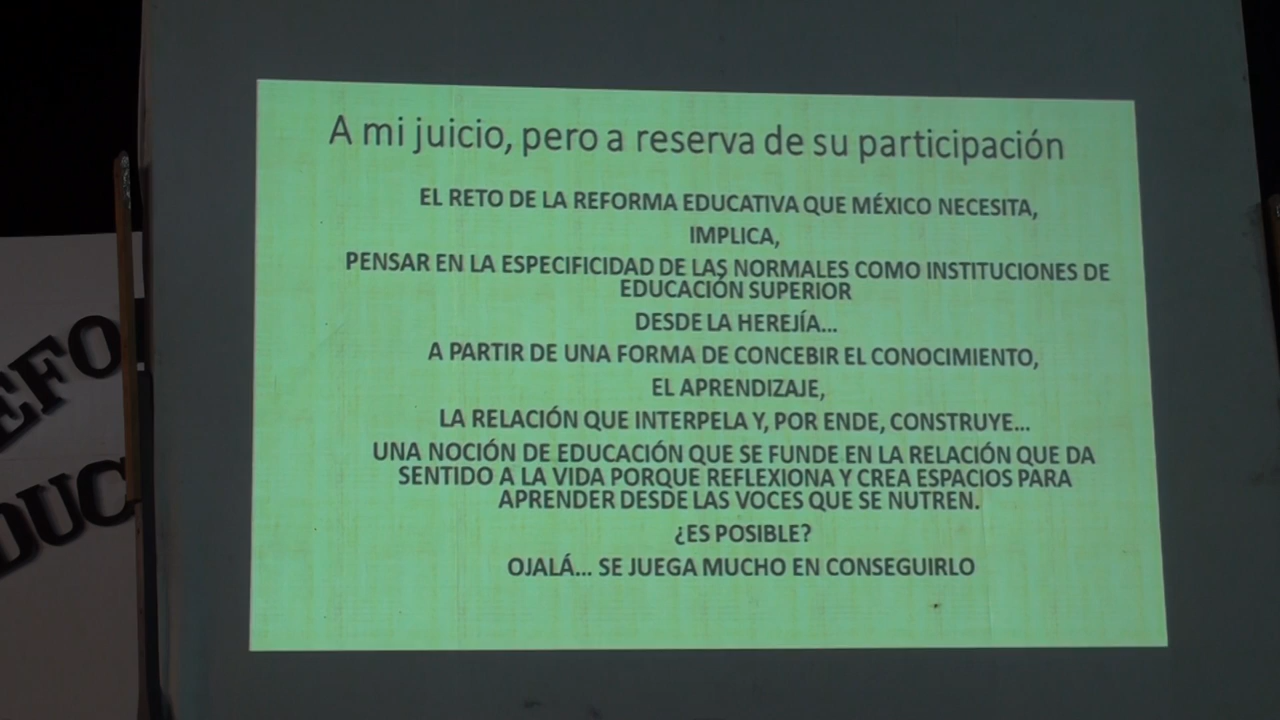 A mi juicio, pero a reserva de su participación
EL RETO DE LA REFORMA EDUCATIVA QUE MÉXICO NECESITA,
IMPLICA,
PENSAR EN LA ESPECIFICIDAD DE LAS NORMALES COMO INSTITUCIONES DE
EDUCACIÓN SUPERIOR
DESDE LA HEREJÍA...
A PARTIR DE UNA FORMA DE CONCEBIR EL CONOCIMIENTO,
EL APRENDIZAJE,
LA RELACIÓN QUE INTERPELA Y, POR ENDE, CONSTRUYE...
UNA NOCIÓN DE EDUCACIÓN QUE SE FUNDE EN LA RELACIÓN QUE DA
SENTIDO A LA VIDA PORQUE REFLEXIONA Y CREA ESPACIOS PARA
APRENDER DESDE LAS VOCES QUE SE NUTREN.
¿ES POSIBLE?
OJALÁ... SE JUEGA MUCHO EN CONSEGUIRLO
EFO
DUC